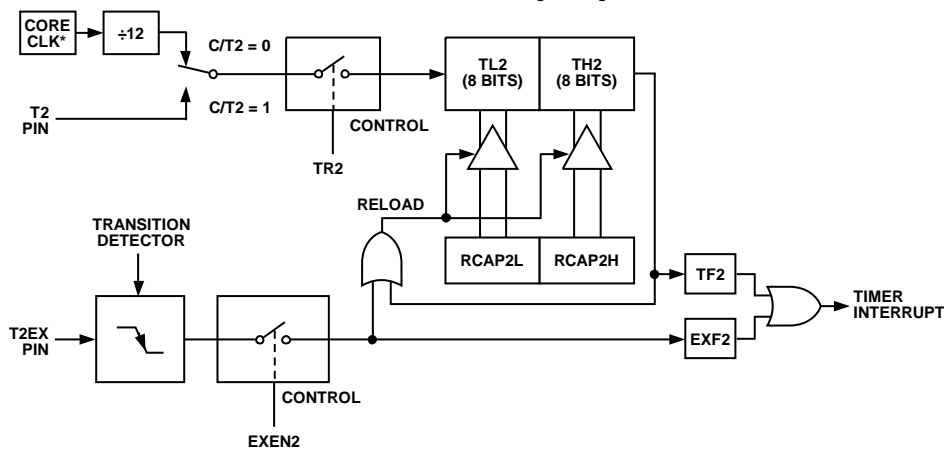 CORE
CLK*
÷12
C/T2 = 0
C/T2 = 1
T2
PIN
CONTROL
TR2
TL2
(8 BITS)
TH2
(8 BITS)
RELOAD
TRANSITION
DETECTOR
RCAP2L
RCAP2H
TF2
TIMER
INTERRUPT
T2EX
PIN
EXF2
CONTROL
EXEN2